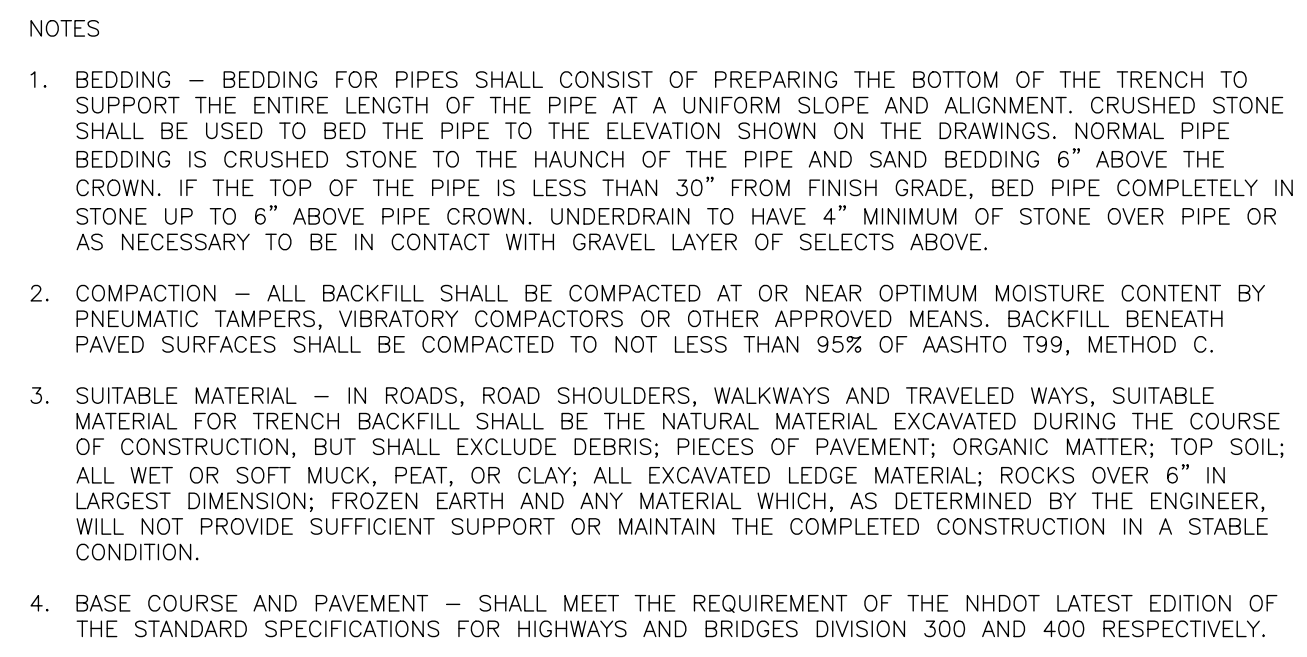 NOTES
1. BEDDING – BEDDING FOR PIPES SHALL CONSIST OF PREPARING THE BOTTOM OF THE TRENCH TO
SUPPORT THE ENTIRE LENGTH OF THE PIPE AT A UNIFORM SLOPE AND ALIGNMENT. CRUSHED STONE
SHALL BE USED TO BED THE PIPE TO THE ELEVATION SHOWN ON THE DRAWINGS. NORMAL PIPE
BEDDING IS CRUSHED STONE TO THE HAUNCH OF THE PIPE AND SAND BEDDING 6” ABOVE THE
CROWN. IF THE TOP OF THE PIPE IS LESS THAN 30” FROM FINISH GRADE, BED PIPE COMPLETELY IN
STONE UP TO 6” ABOVE PIPE CROWN. UNDERDRAIN TO HAVE 4” MINIMUM OF STONE OVER PIPE OR
AS NECESSARY TO BE IN CONTACT WITH GRAVEL LAYER OF SELECTS ABOVE.
2. COMPACTION – ALL BACKFILL SHALL BE COMPACTED AT OR NEAR OPTIMUM MOISTURE CONTENT BY
PNEUMATIC TAMPERS, VIBRATORY COMPACTORS OR OTHER APPROVED MEANS. BACKFILL BENEATH
PAVED SURFACES SHALL BE COMPACTED TO NOT LESS THAN 95% OF AASHTO T99, METHOD C.
3. SUITABLE MATERIAL – IN ROADS, ROAD SHOULDERS, WALKWAYS AND TRAVELED WAYS, SUITABLE
MATERIAL FOR TRENCH BACKFILL SHALL BE THE NATURAL MATERIAL EXCAVATED DURING THE COURSE
OF CONSTRUCTION, BUT SHALL EXCLUDE DEBRIS; PIECES OF PAVEMENT; ORGANIC MATTER; TOP SOIL;
ALL WET OR SOFT MUCK, PEAT, OR CLAY; ALL EXCAVATED LEDGE MATERIAL; ROCKS OVER 6” IN
LARGEST DIMENSION; FROZEN EARTH AND ANY MATERIAL WHICH, AS DETERMINED BY THE ENGINEER,
WILL NOT PROVIDE SUFFICIENT SUPPORT OR MAINTAIN THE COMPLETED CONSTRUCTION IN A STABLE
CONDITION.
4. BASE COURSE AND PAVEMENT – SHALL MEET THE REQUIREMENT OF THE NHDOT LATEST EDITION OF
THE STANDARD SPECIFICATIONS FOR HIGHWAYS AND BRIDGES DIVISION 300 AND 400 RESPECTIVELY.